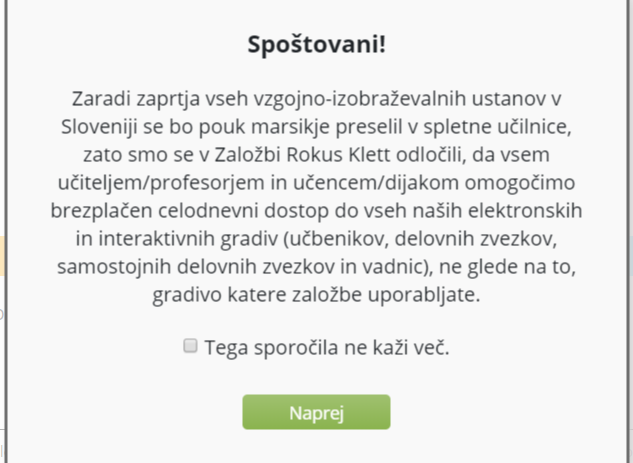 Spoštovani!
Zaradi zaprtja vseh vzgojno-izobraževalnih ustanov v
Sloveniji se bo pouk marsikje preselil v spletne učilnice,
zato smo se v Založbi Rokus Klett odločili, da vsem
učiteljem/profesorjem in učencem/dijakom omogočimo
brezplačen celodnevni dostop do vseh naših elektronskih
in interaktivnih gradiv (učbenikov, delovnih zvezkov,
samostojnih delovnih zvezkov in vadnic), ne glede na to,
gradivo katere založbe uporabljate.
Tega sporočila ne kaži več.
Naprej